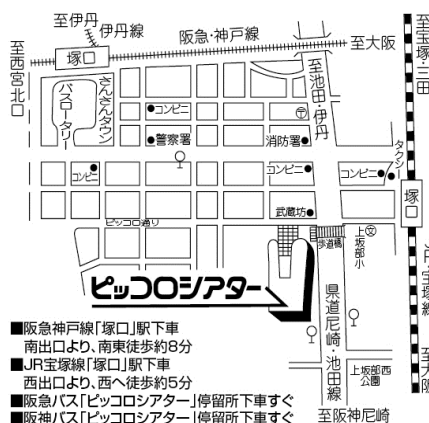 至伊丹
伊丹線
阪急・神戸線
至大阪
至宝塚・三田
至西宮北口
塚口
さんさんタウン
バスロータリー
コンビニ
警察署
至池田・伊丹
〒
消防署
タクシー
コンビニ
コンビニ
コンビニ
塚口
武蔵坊
ピッコロ通り
歩道橋
上坂部小
文
JR・宝塚線
ピッコロシアター
県道尼崎・池田線
上坂部西公園
至大阪
至阪神尼崎
■阪急神戸線「塚口」駅下車
南出口より、南東徒歩約8分
■JR宝塚線「塚口」駅下車
西出口より、西へ徒歩約5分
■阪急バス「ピッコロシアター」停留所下車すぐ
■阪神バス「ピッコロシアター」停留所下車すぐ